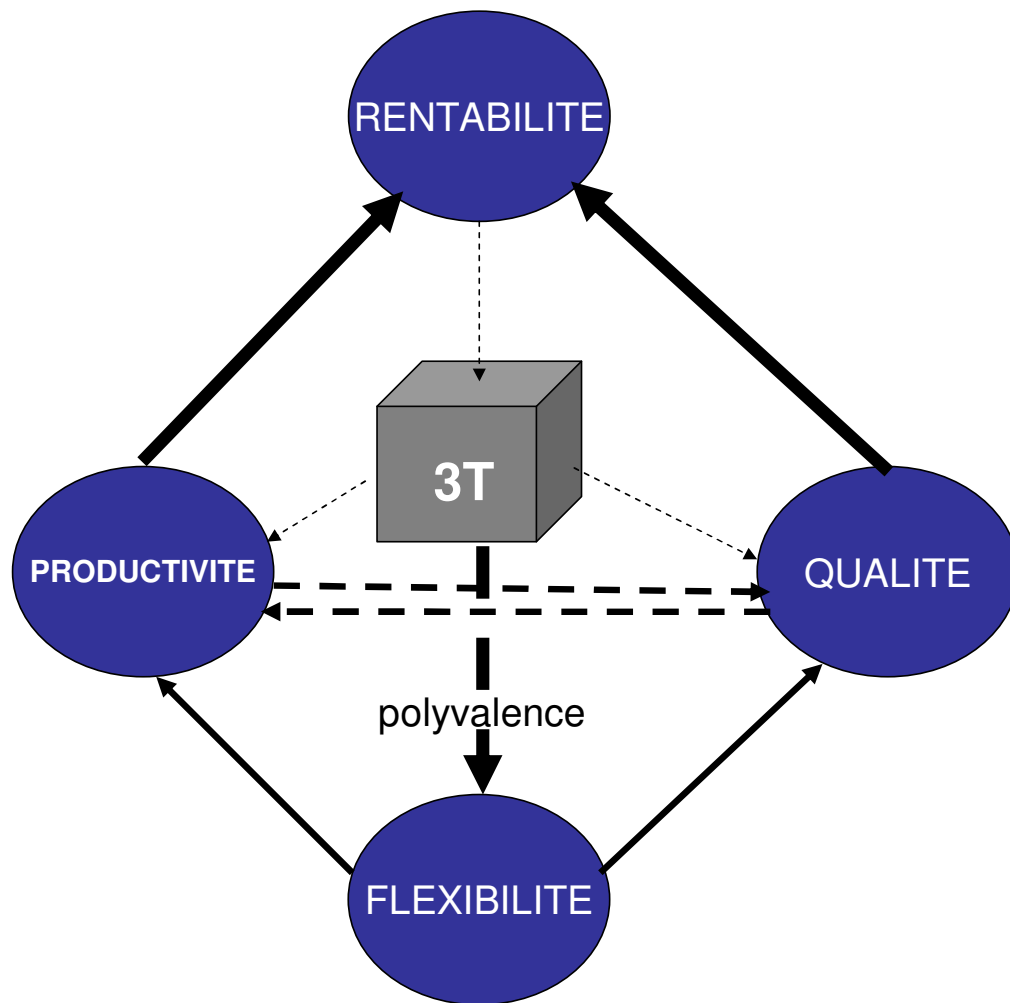 RENTABILITE
3T
PRODUCTIVITE
QUALITE
polyvalence
FLEXIBILITE